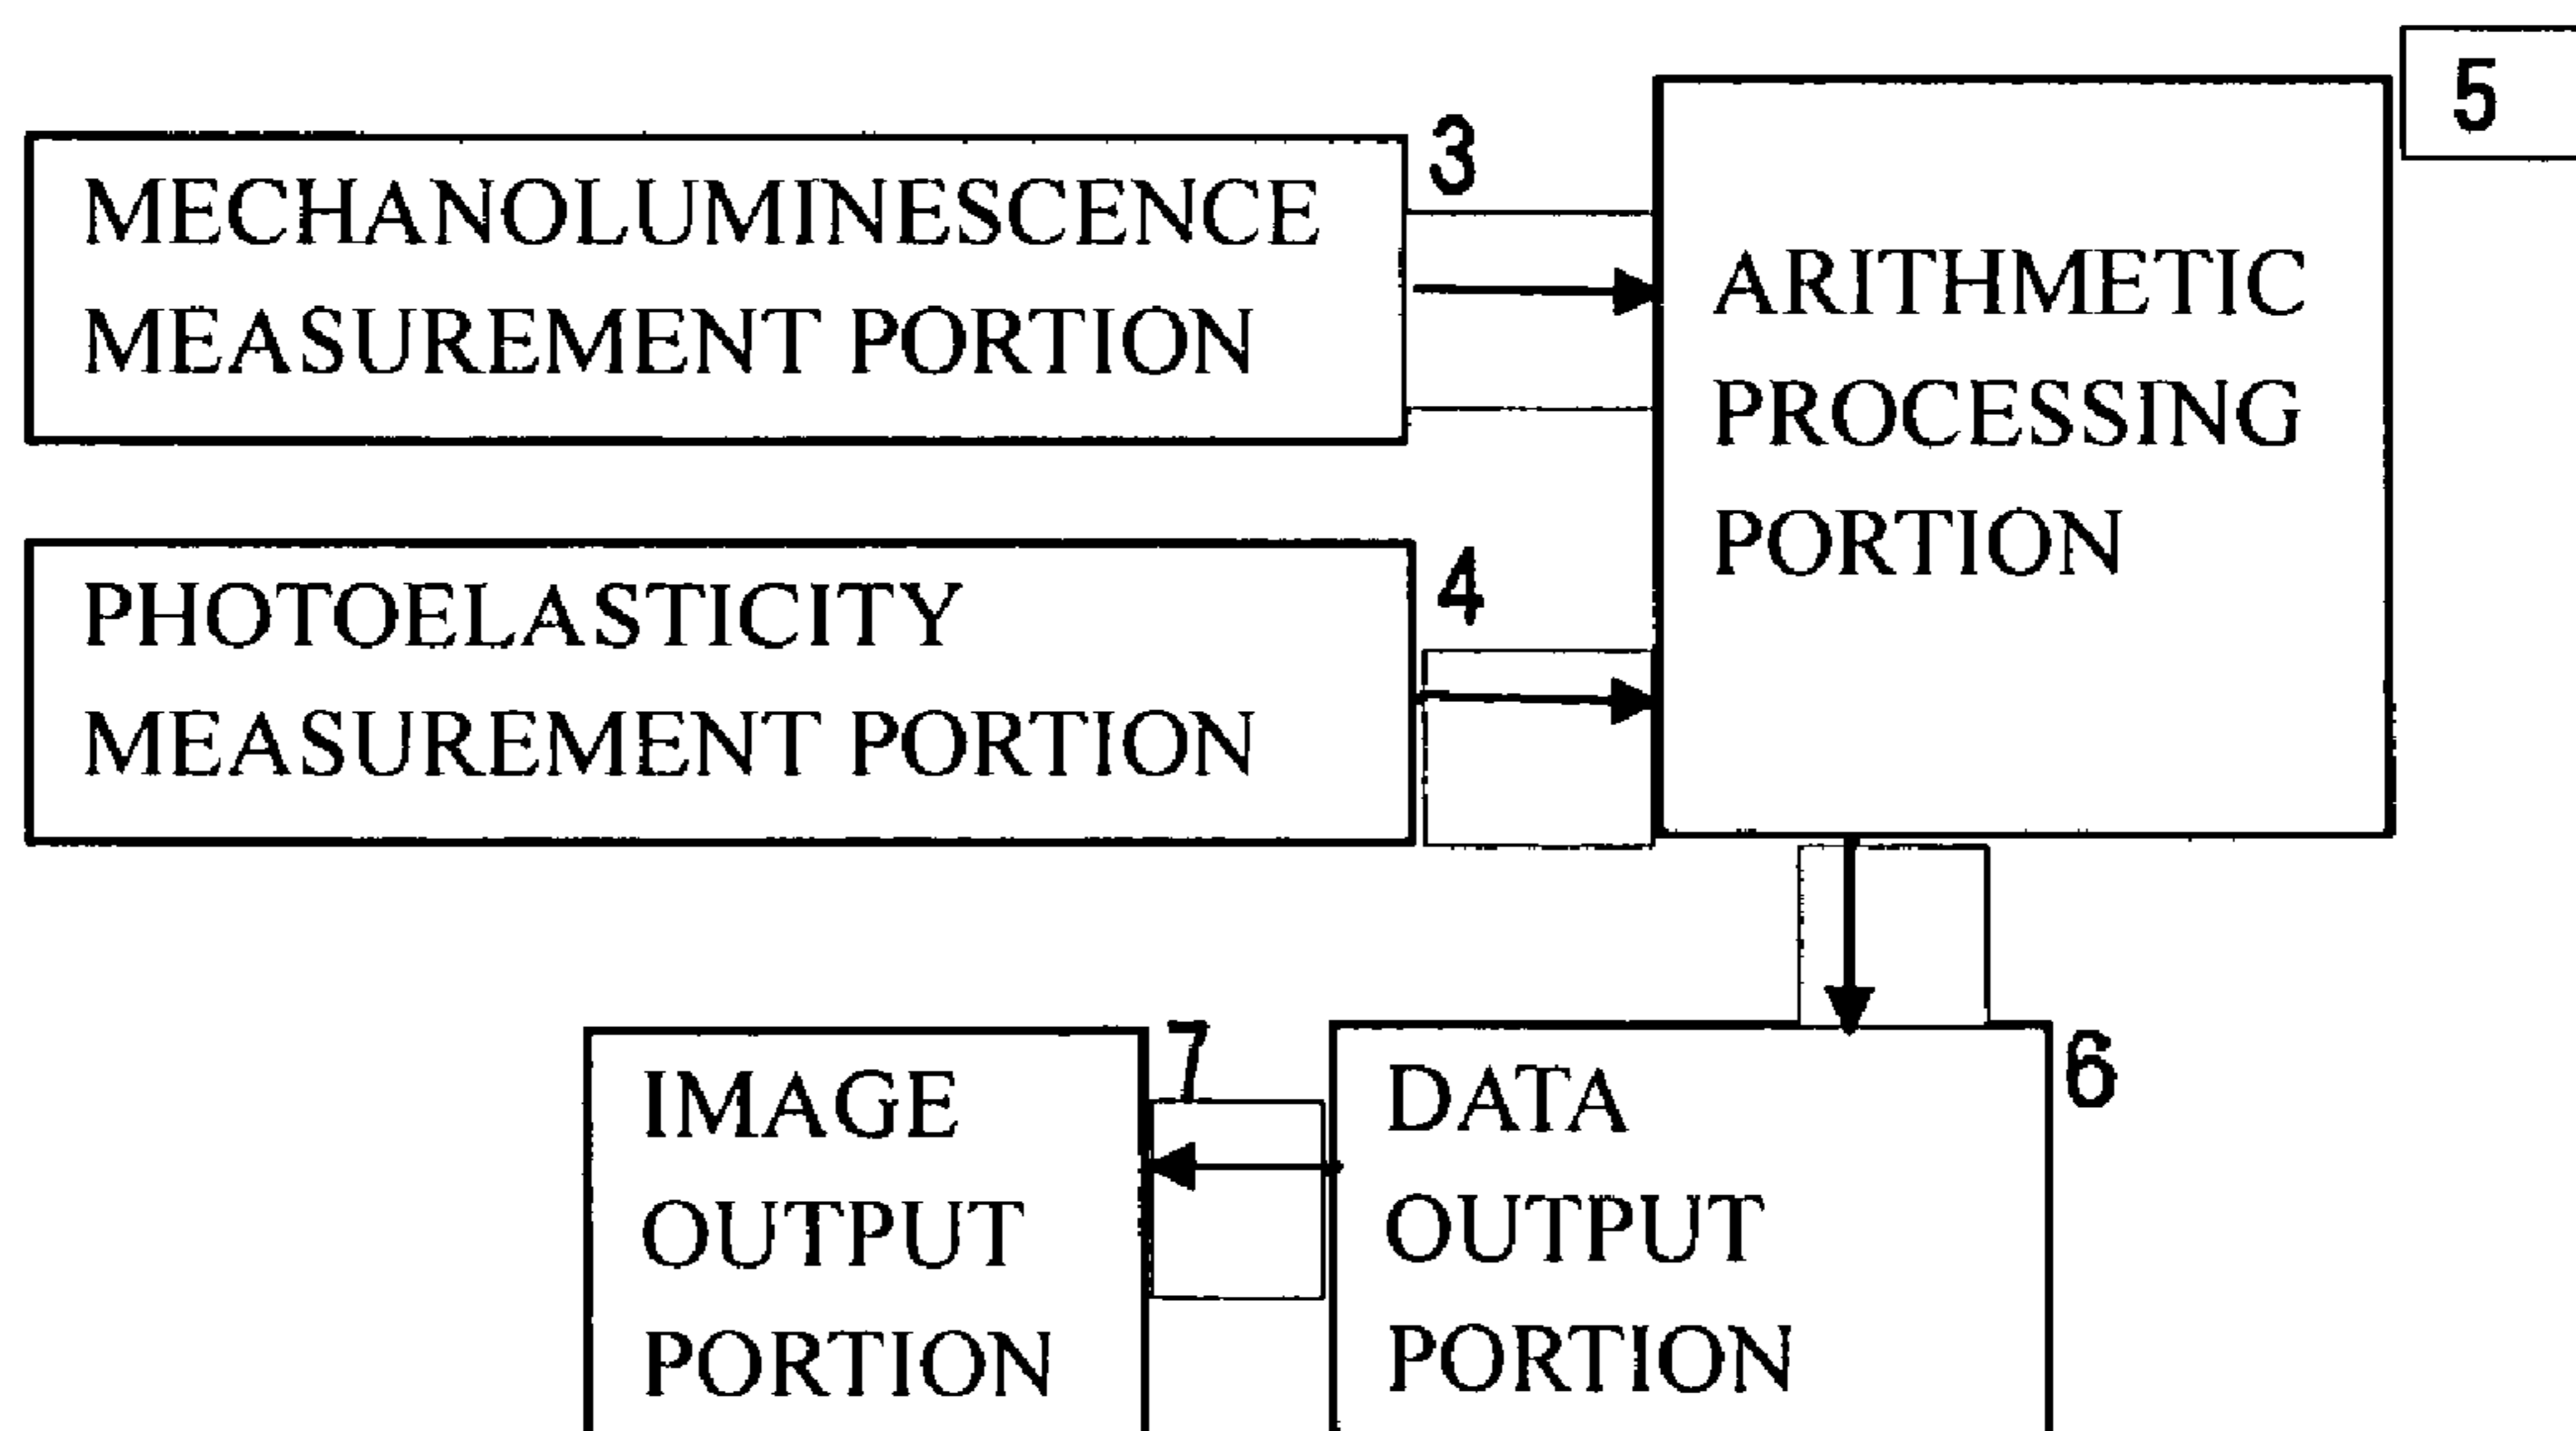 5
3
MECHANOLUMINESCENCE
MEASUREMENT PORTION
ARITHMETIC
PROCESSING
PORTION
4
PHOTOELASTICITY
MEASUREMENT PORTION
7
IMAGE
OUTPUT
PORTION
6
DATA
OUTPUT
PORTION